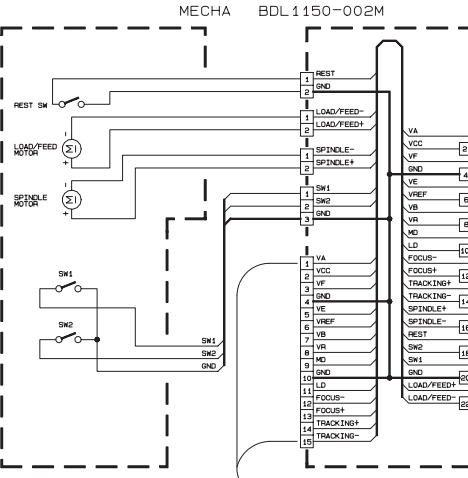 MECHA BDL1150-002M
REST SW
LOAD/FEED
MOTOR
M
- +
SPINDLE
MOTOR
M
- +
SW1
SW2
SW1
SW2
GND
1 REST
2 GND
1 LOAD/FEED-
2 LOAD/FEED+
1 SPINDLE-
2 SPINDLE+
1 SW1
2 SW2
3 GND
1 VA
2 VCC
3 VF
4 GND
5 VE
6 VREF
7 VB
8 VR
9 MD
10 GND
11 LD
12 FOCUS-
13 FOCUS+
14 TRACKING+
15 TRACKING-
VA
VCC 2
VF
GND 4
VE
VREF 6
VB
VR 8
MD
LD 10
FOCUS-
FOCUS+ 12
TRACKING+
TRACKING- 14
SPINDLE+
SPINDLE- 16
REST
SW2 18
SW1
GND 20
LOAD/FEED+
LOAD/FEED- 22